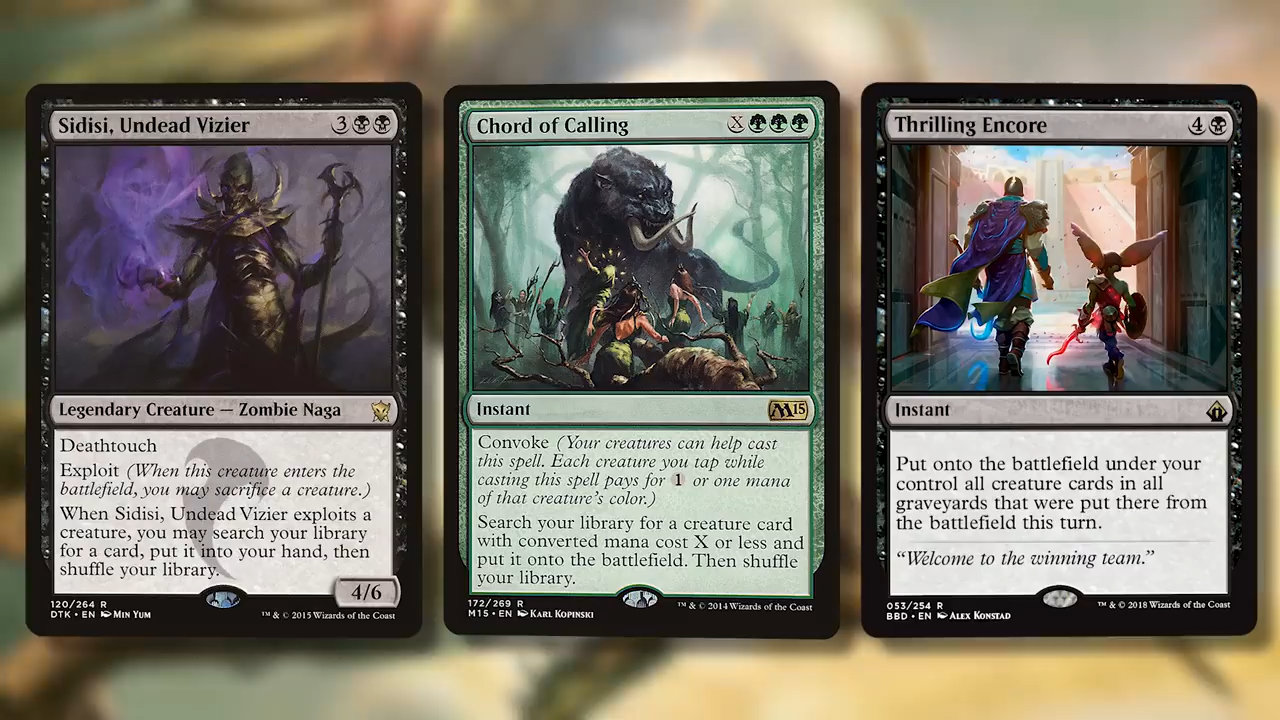 Sidisi, Undead Vizier 3
Legendary Creature — Zombie Naga
Deathtouch
Exploit (When this creature enters the
battlefield, you may sacrifice a creature.)
When Sidisi, Undead Vizier exploits a
creature, you may search your library
for a card, put it into your hand, then
shuffle your library.
4/6
120/264 R
DTK • EN Min Yum
™ & © 2015 Wizards of the Coast
Chord of Calling X
Instant M15
Convoke (Your creatures can help cast
this spell. Each creature you tap while
casting this spell pays for 1 or one mana
of that creature's color.)
Search your library for a creature card
with converted mana cost X or less and
put it onto the battlefield. Then shuffle
your library.
172/269 R
M15 • EN Karl Kopinski
™ & © 2014 Wizards of the Coast
Thrilling Encore 4
Instant
Put onto the battlefield under your
control all creature cards in all
graveyards that were put there from
the battlefield this turn.
“Welcome to the winning team.”
053/254 R
BBD • EN Alex Konstad
™ & © 2018 Wizards of the Coast